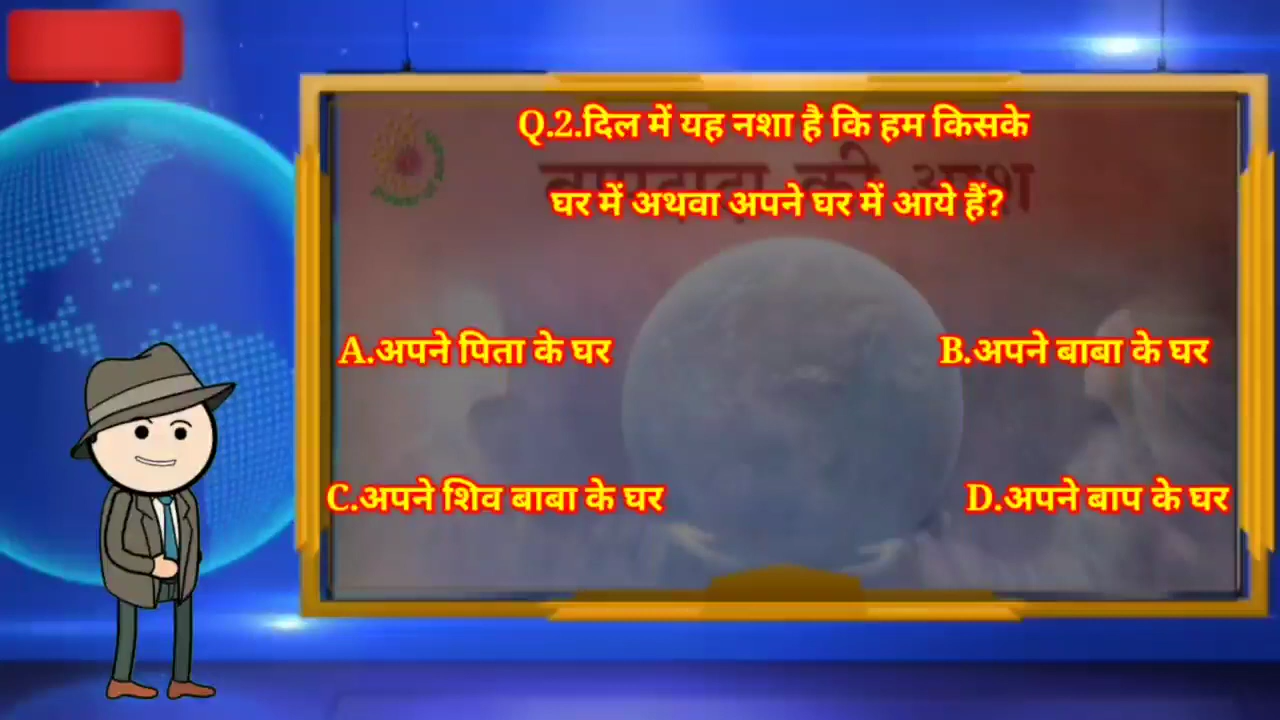 Q.2.दिल में यह नशा है कि हम किसके
घर में अथवा अपने घर में आये हैं?
A.अपने पिता के घर
B.अपने बाबा के घर
C.अपने शिव बाबा के घर
D.अपने बाप के घर